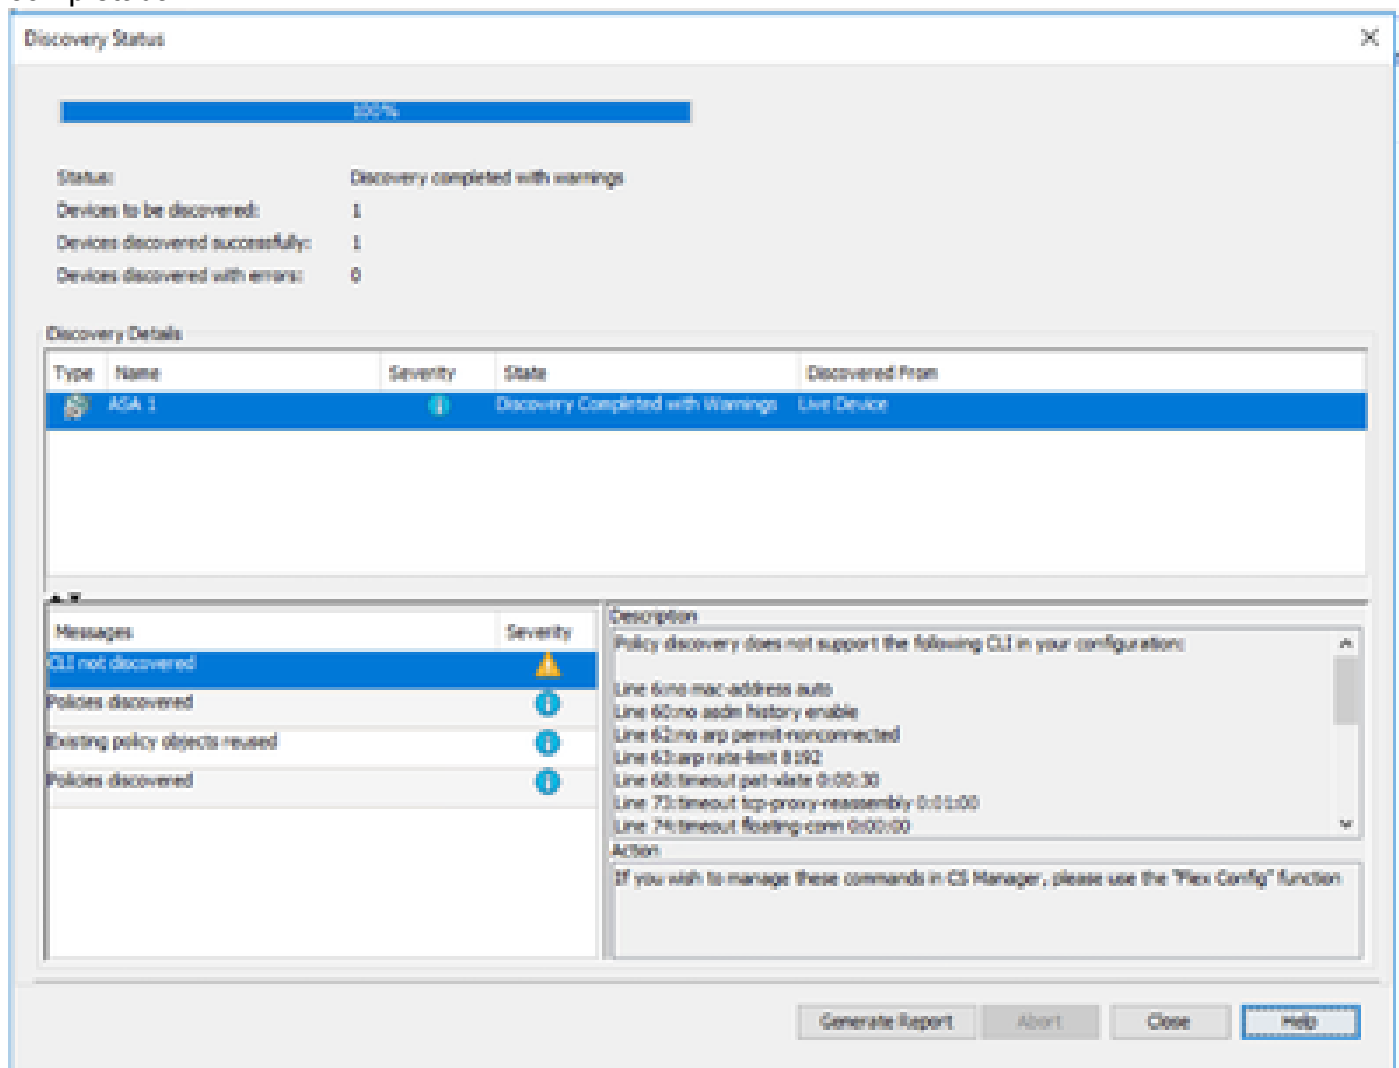 Discovery Status
100%
Status: Discovery completed with warnings
Devices to be discovered: 1
Devices discovered successfully: 1
Devices discovered with errors: 0
Discovery Details
Type Name Severity State Discovered From
ASA 1 Discovery Completed with Warnings Live Device
Messages Severity
CLI not discovered
Policies discovered
Existing policy objects reused
Policies discovered
Description
Policy discovery does not support the following CLI in your configuration:
Line 6:no mac-address auto
Line 60:no asdm history enable
Line 62:no arp permit-nonconnected
Line 63:arp rate-limit 8192
Line 68:timeout pat-xlate 0:00:30
Line 73:timeout tcp-proxy-reassembly 0:01:00
Line 74:timeout floating-conn 0:00:00
Action
If you wish to manage these commands in CS Manager, please use the "Flex Config" function
Generate Report Abort Close Help